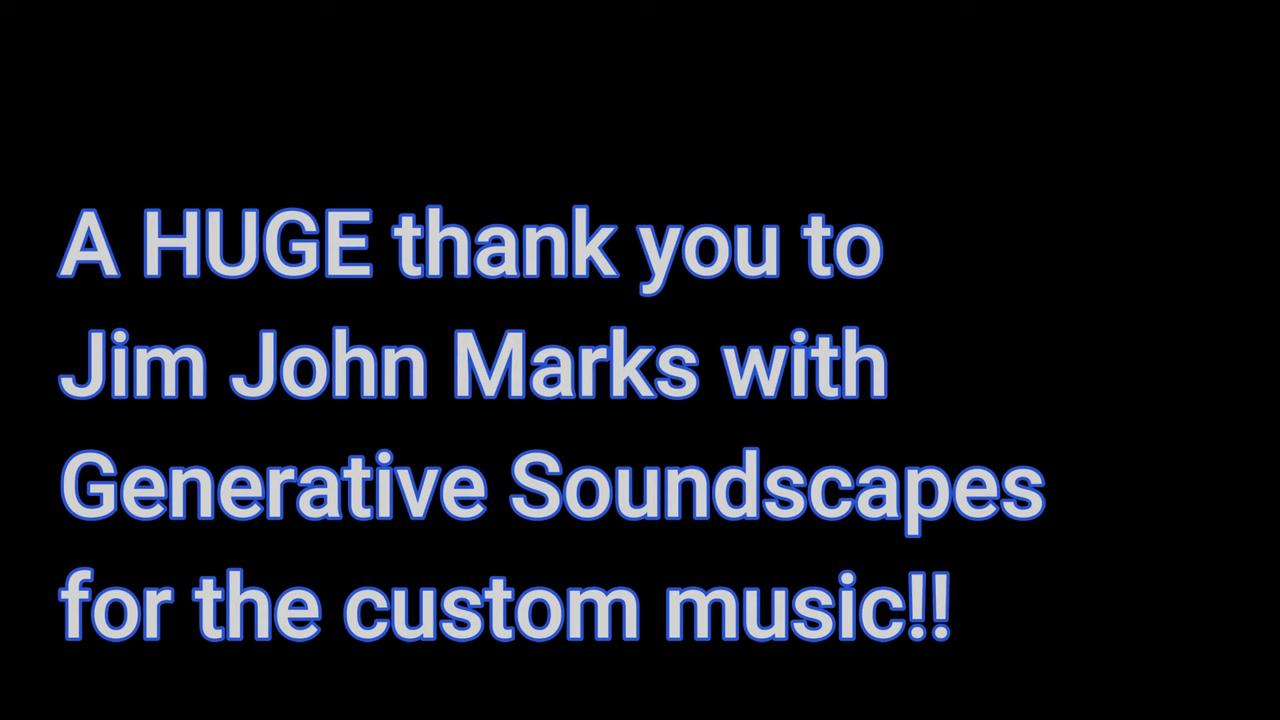 A HUGE thank you to
Jim John Marks with
Generative Soundscapes
for the custom music!!